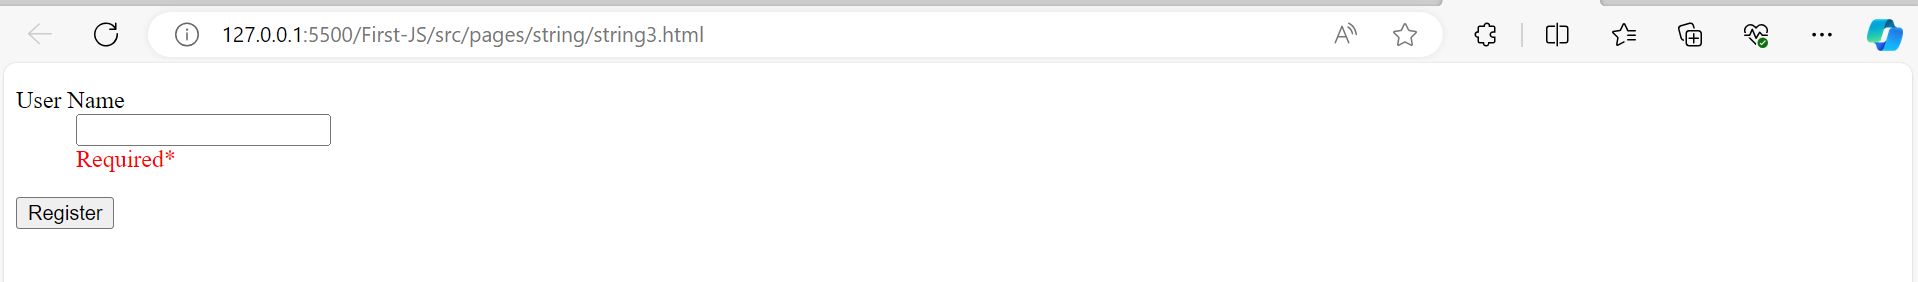 127.0.0.1:5500/First-JS/src/pages/string/string3.html
User Name
Required*
Register